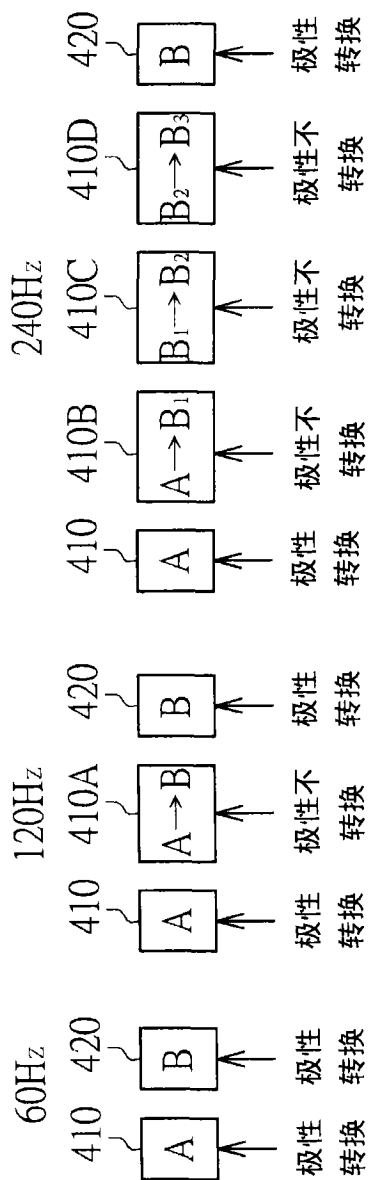 60Hz
410
420
A
B
极性
转换
极性
转换
120Hz
410
410A
420
A
A→B
B
极性
转换
极性不
转换
极性
转换
240Hz
410
410B
410C
410D
420
A
A→B₁
B₁→B₂
B₂→B₃
B
极性
转换
极性不
转换
极性不
转换
极性不
转换
极性
转换